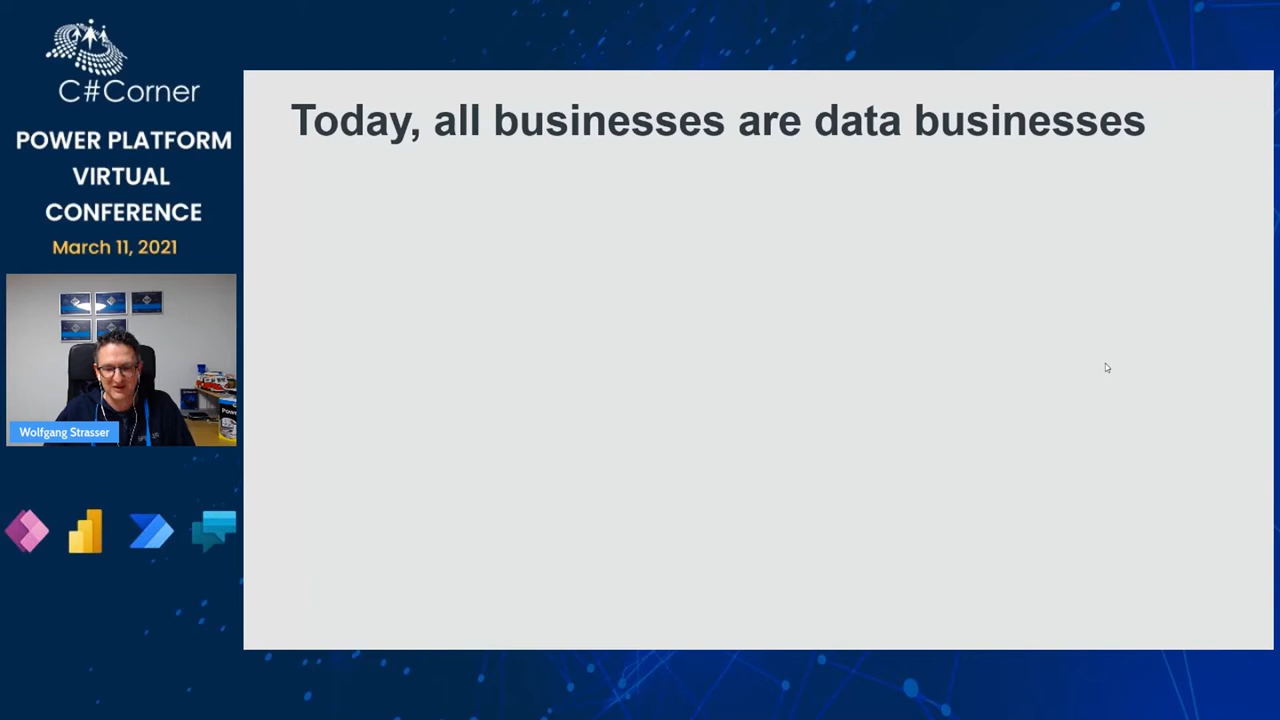 C#Corner
POWER PLATFORM
VIRTUAL
CONFERENCE
March 11, 2021
Wolfgang Strasser
Today, all businesses are data businesses